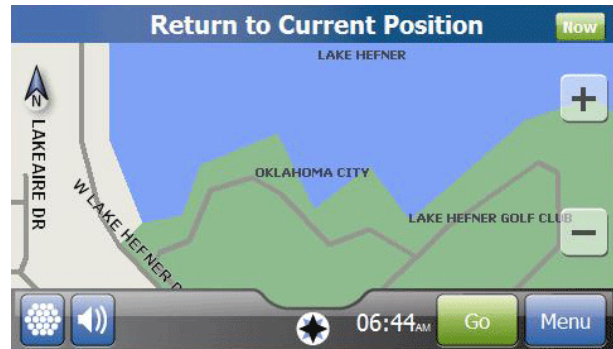 Return to Current Position
Now
LAKE HEFNER
N
+
LAKEAIRE DR
OKLAHOMA CITY
W LAKE HEFNER D
LAKE HEFNER GOLF CLUB
−
06:44AM
Go
Menu